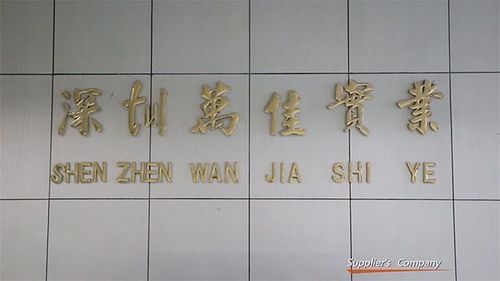 深圳萬佳實業
SHEN ZHEN WAN JIA SHI YE
Supplier's Company